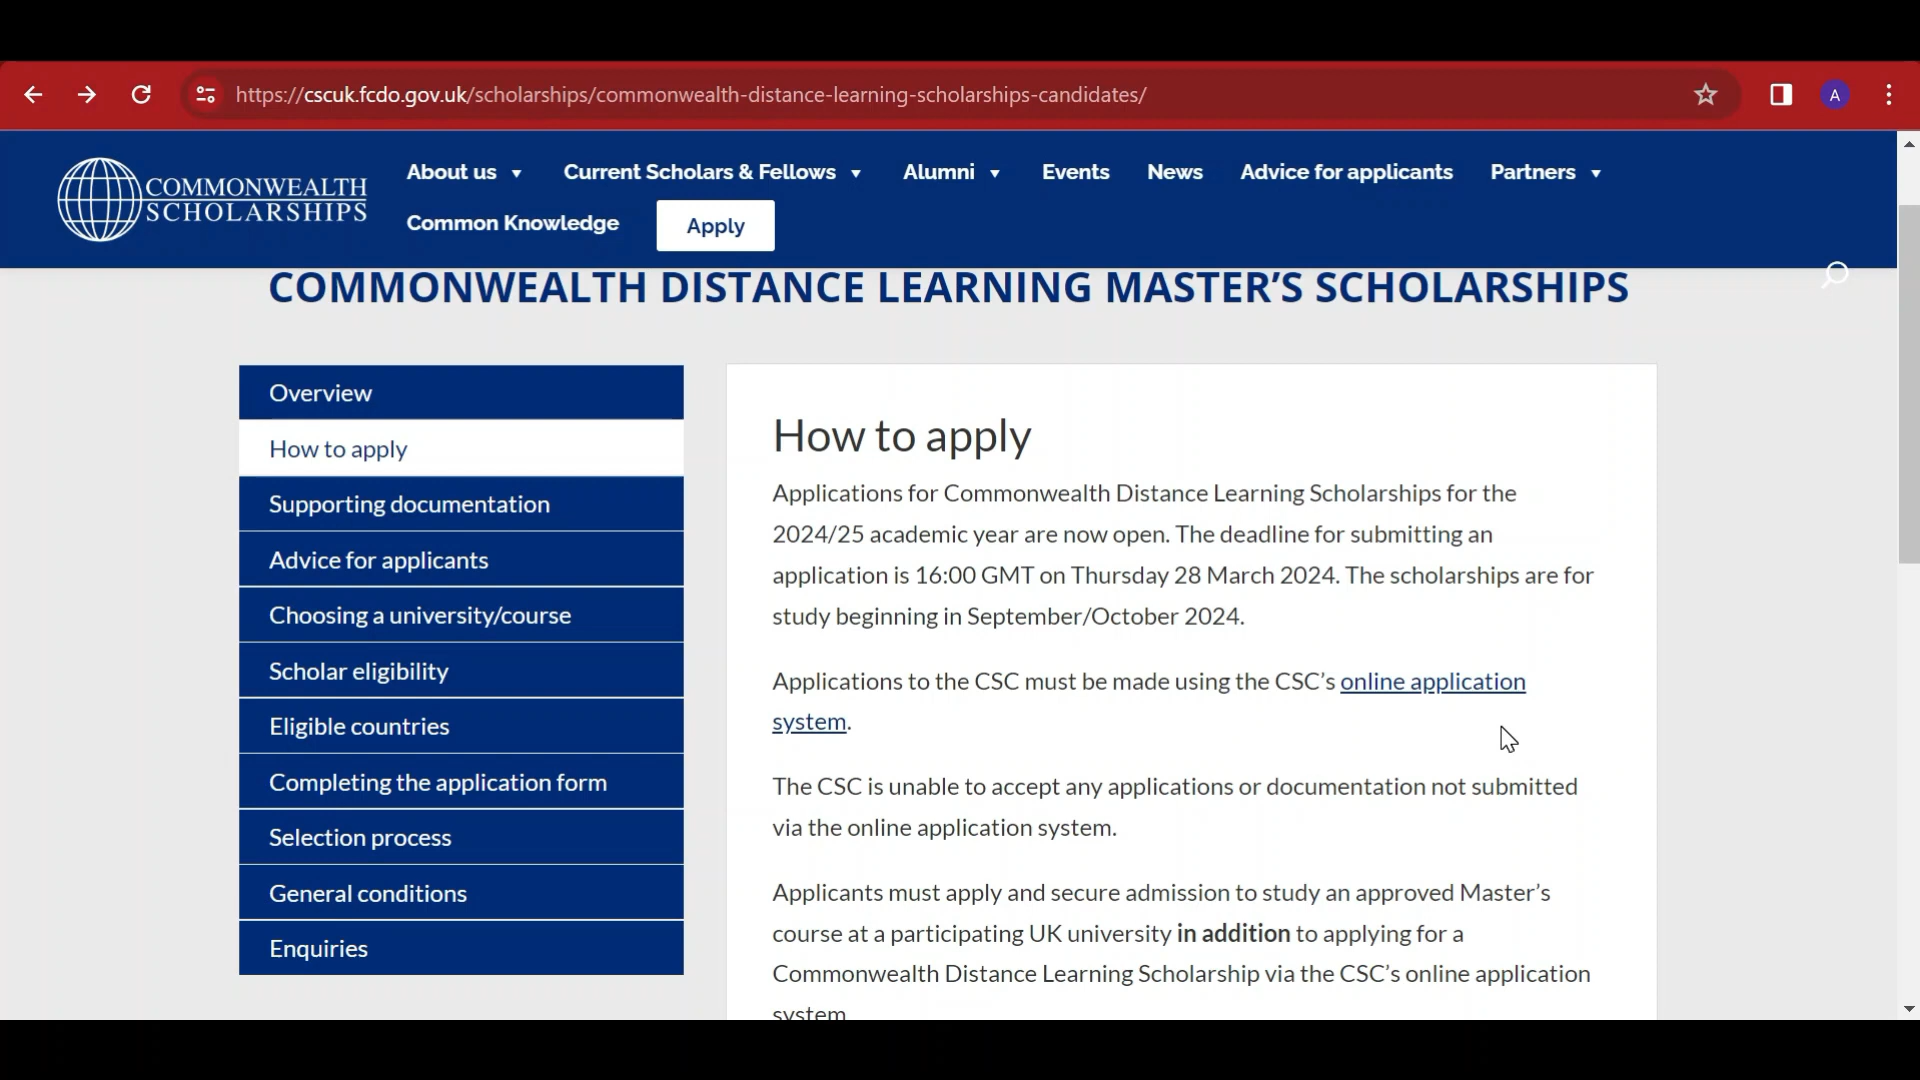 https://cscuk.fcdo.gov.uk/scholarships/commonwealth-distance-learning-scholarships-candidates/
A
COMMONWEALTH
SCHOLARSHIPS
About us
Current Scholars & Fellows
Alumni
Events
News
Advice for applicants
Partners
Common Knowledge
Apply
COMMONWEALTH DISTANCE LEARNING MASTER’S SCHOLARSHIPS
Overview
How to apply
Supporting documentation
Advice for applicants
Choosing a university/course
Scholar eligibility
Eligible countries
Completing the application form
Selection process
General conditions
Enquiries
How to apply
Applications for Commonwealth Distance Learning Scholarships for the
2024/25 academic year are now open. The deadline for submitting an
application is 16:00 GMT on Thursday 28 March 2024. The scholarships are for
study beginning in September/October 2024.
Applications to the CSC must be made using the CSC’s online application
system.
The CSC is unable to accept any applications or documentation not submitted
via the online application system.
Applicants must apply and secure admission to study an approved Master’s
course at a participating UK university in addition to applying for a
Commonwealth Distance Learning Scholarship via the CSC’s online application
system